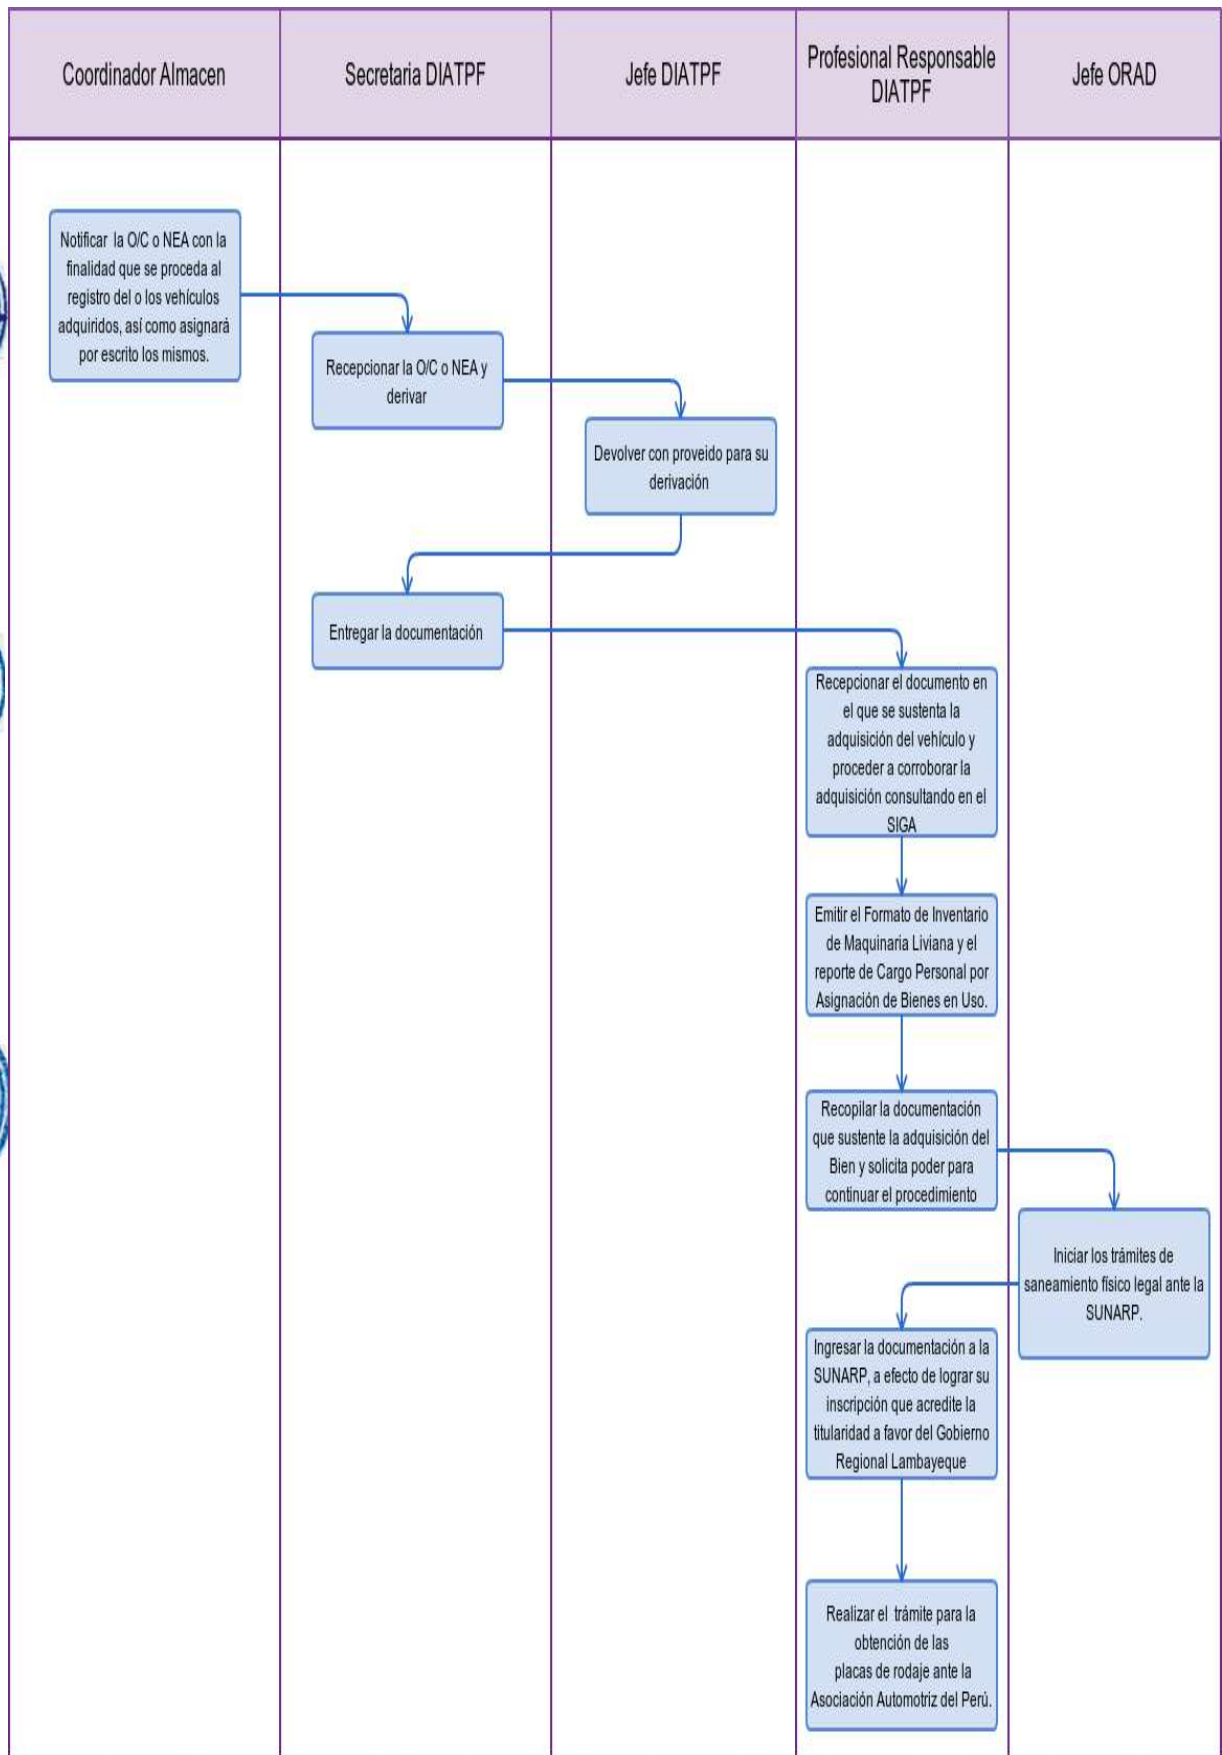 Coordinador Almacen
Secretaria DIATPF
Jefe DIATPF
Profesional Responsable
DIATPF
Jefe ORAD
Notificar la O/C o NEA con la
finalidad que se proceda al
registro del o los vehículos
adquiridos, así como asignará
por escrito los mismos.
Recepcionar la O/C o NEA y
derivar
Devolver con proveido para su
derivación
Entregar la documentación
Recepcionar el documento en
el que se sustenta la
adquisición del vehículo y
proceder a corroborar la
adquisición consultando en el
SIGA
Emitir el Formato de Inventario
de Maquinaria Liviana y el
reporte de Cargo Personal por
Asignación de Bienes en Uso.
Recopilar la documentación
que sustente la adquisición del
Bien y solicita poder para
continuar el procedimiento
Iniciar los trámites de
saneamiento físico legal ante la
SUNARP.
Ingresar la documentación a la
SUNARP, a efecto de lograr su
inscripción que acredite la
titularidad a favor del Gobierno
Regional Lambayeque
Realizar el trámite para la
obtención de las
placas de rodaje ante la
Asociación Automotriz del Perú.